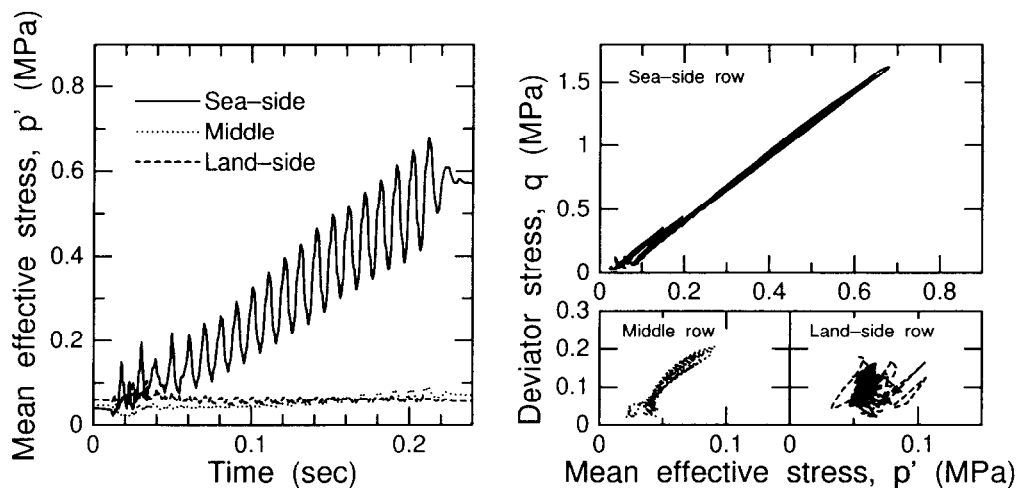 Mean effective stress, p' (MPa)
0.8
0.6
0.4
0.2
0
Sea–side
Middle
Land–side
0
0.1
0.2
Time (sec)
Deviator stress, q (MPa)
1.5
1
0.5
0
Sea–side row
0
0.2
0.4
0.6
0.8
0.3
0.2
0.1
0
Middle row
Land–side row
0
0.1
0
0.1
Mean effective stress, p' (MPa)